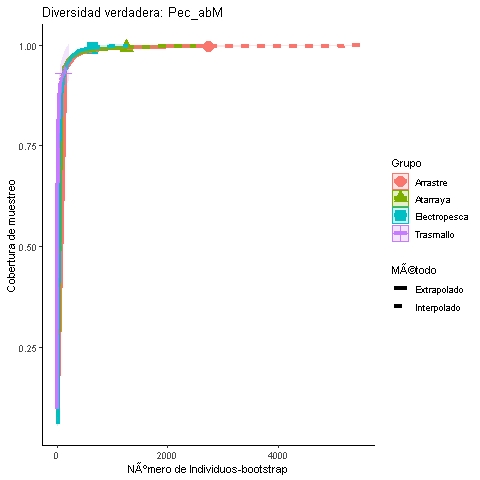 Diversidad verdadera: Pec_abM
1.00
0.75
0.50
0.25
Cobertura de muestreo
0
2000
4000
NÃºmero de Individuos-bootstrap
Grupo
Arrastre
Atarraya
Electropesca
Trasmallo
MÃ©todo
Extrapolado
Interpolado